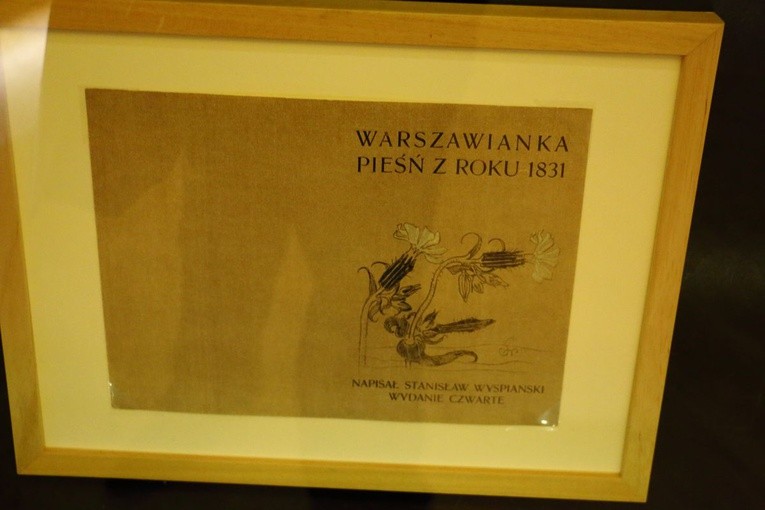 WARSZAWIANKA
PIEŚŃ Z ROKU 1831
NAPISAŁ STANISŁAW WYSPIAŃSKI
WYDANIE CZWARTE